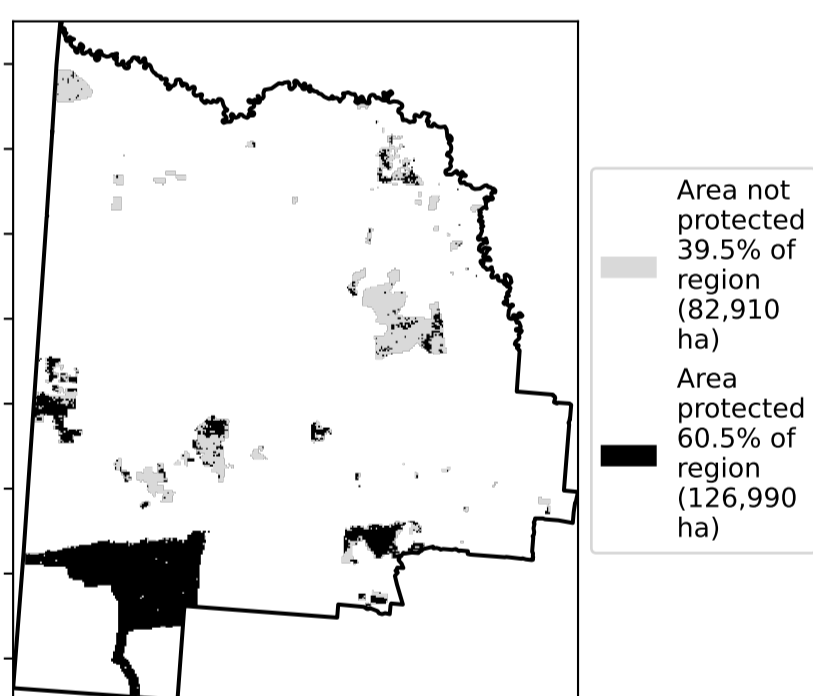 Area not
protected
39.5% of
region
(82,910
ha)
Area
protected
60.5% of
region
(126,990
ha)